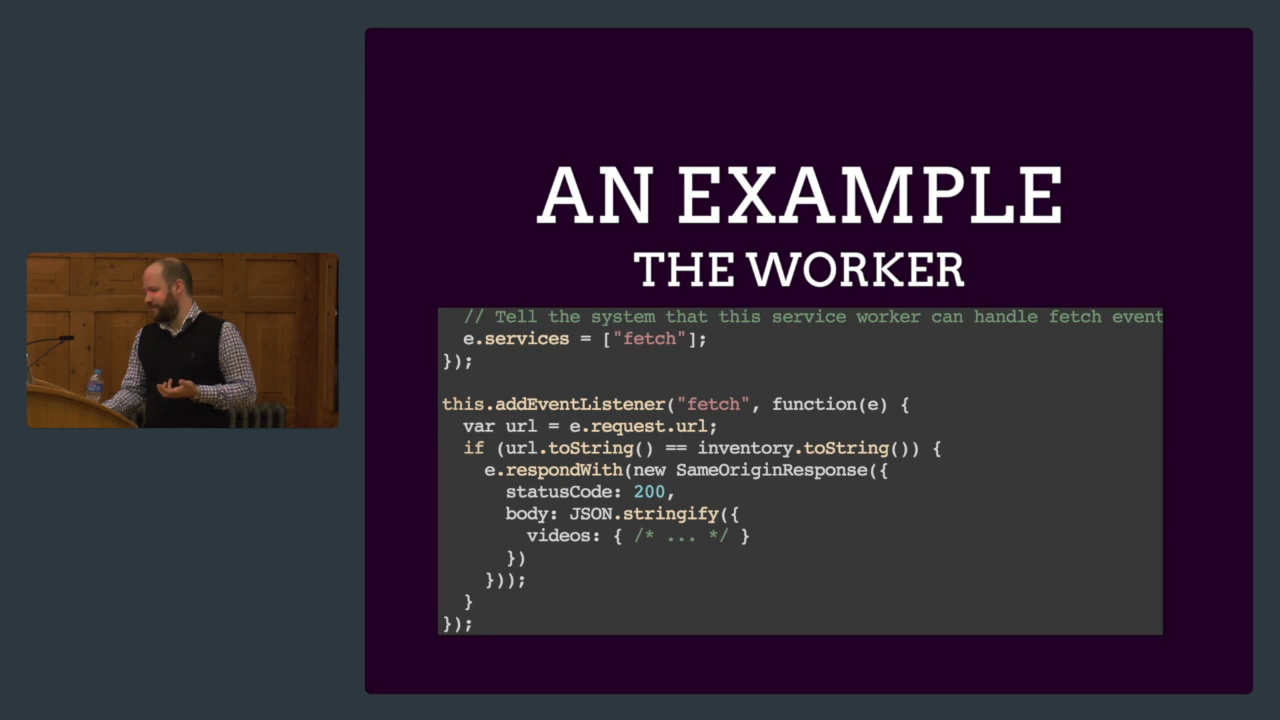 AN EXAMPLE
THE WORKER
// Tell the system that this service worker can handle fetch event
e.services = ["fetch"];
});
this.addEventListener("fetch", function(e) {
var url = e.request.url;
if (url.toString() == inventory.toString()) {
e.respondWith(new SameOriginResponse({
statusCode: 200,
body: JSON.stringify({
videos: { /* ... */ }
})
}));
}
});